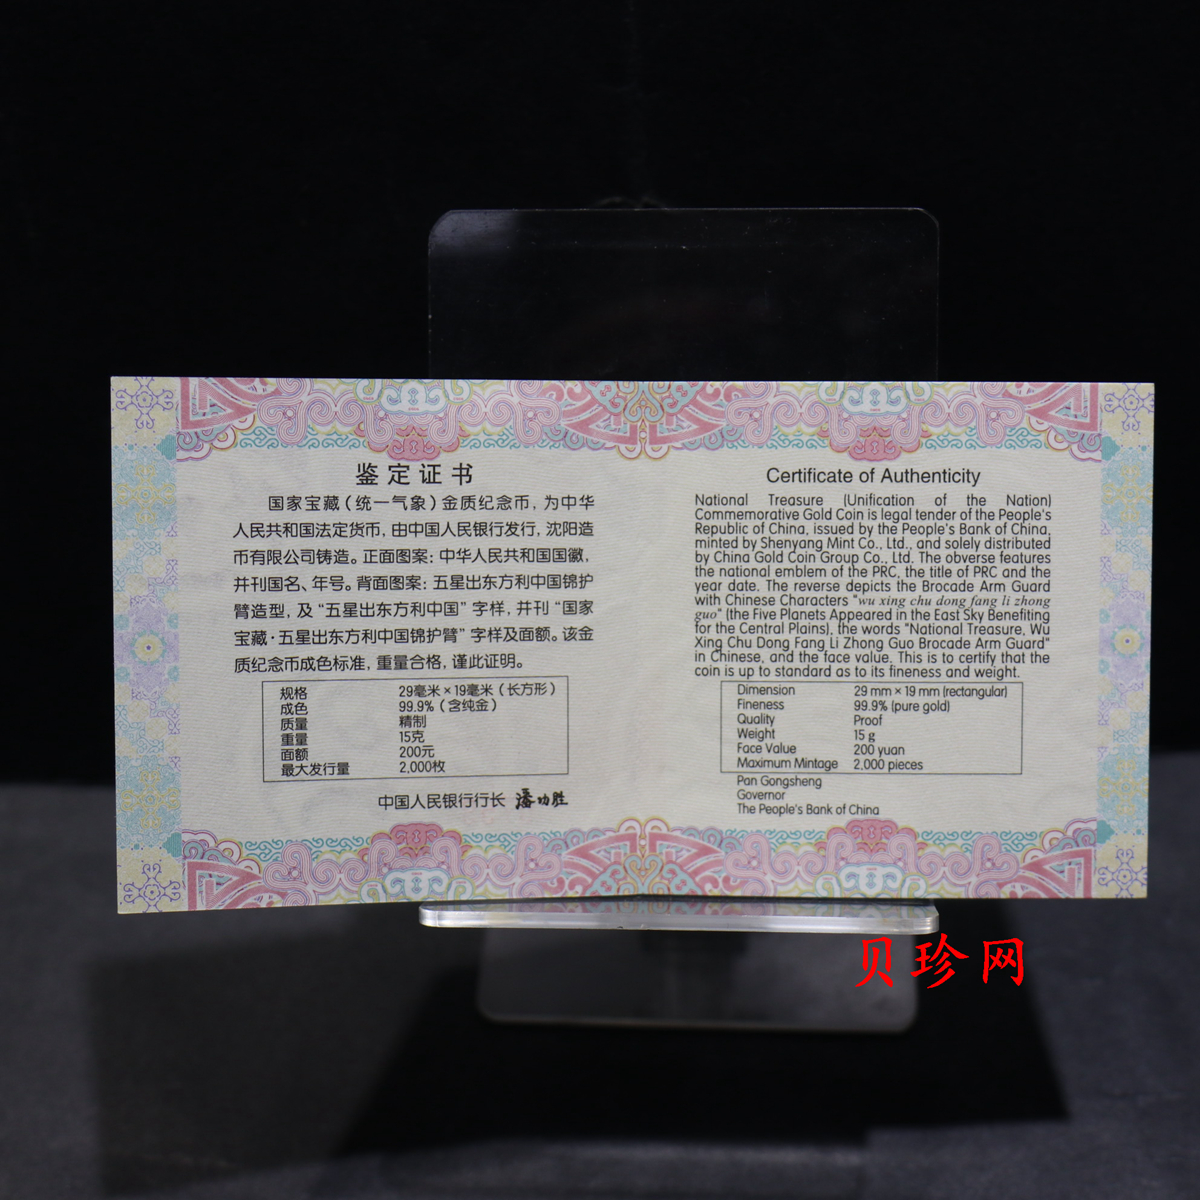 鉴定证书
国家宝藏（统一气象）金质纪念币，为中华
人民共和国法定货币，由中国人民银行发行，沈阳造
币有限公司铸造。正面图案：中华人民共和国国徽，
并刊国名、年号。背面图案：五星出东方利中国锦护
臂造型，及“五星出东方利中国”字样，并刊“国家
宝藏·五星出东方利中国锦护臂”字样及面额。该金
质纪念币成色标准，重量合格，谨此证明。
规格 29毫米×19毫米（长方形）
成色 99.9%（含纯金）
质量 精制
重量 15克
面额 200元
最大发行量 2,000枚
中国人民银行行长 潘功胜
Certificate of Authenticity
National Treasure (Unification of the Nation)
Commemorative Gold Coin is legal tender of the People's
Republic of China, issued by the People's Bank of China,
minted by Shenyang Mint Co., Ltd., and solely distributed
by China Gold Coin Group Co., Ltd. The obverse features
the national emblem of the PRC, the title of PRC and the
year date. The reverse depicts the Brocade Arm Guard
with Chinese Characters "wu xing chu dong fang li zhong
guo" (the Five Planets Appeared in the East Sky Benefiting
for the Central Plains), the words "National Treasure, Wu
Xing Chu Dong Fang Li Zhong Guo Brocade Arm Guard"
in Chinese, and the face value. This is to certify that the
coin is up to standard as to its fineness and weight.
Dimension 29 mm × 19 mm (rectangular)
Fineness 99.9% (pure gold)
Quality Proof
Weight 15 g
Face Value 200 yuan
Maximum Mintage 2,000 pieces
Pan Gongsheng
Governor
The People's Bank of China
贝珍网